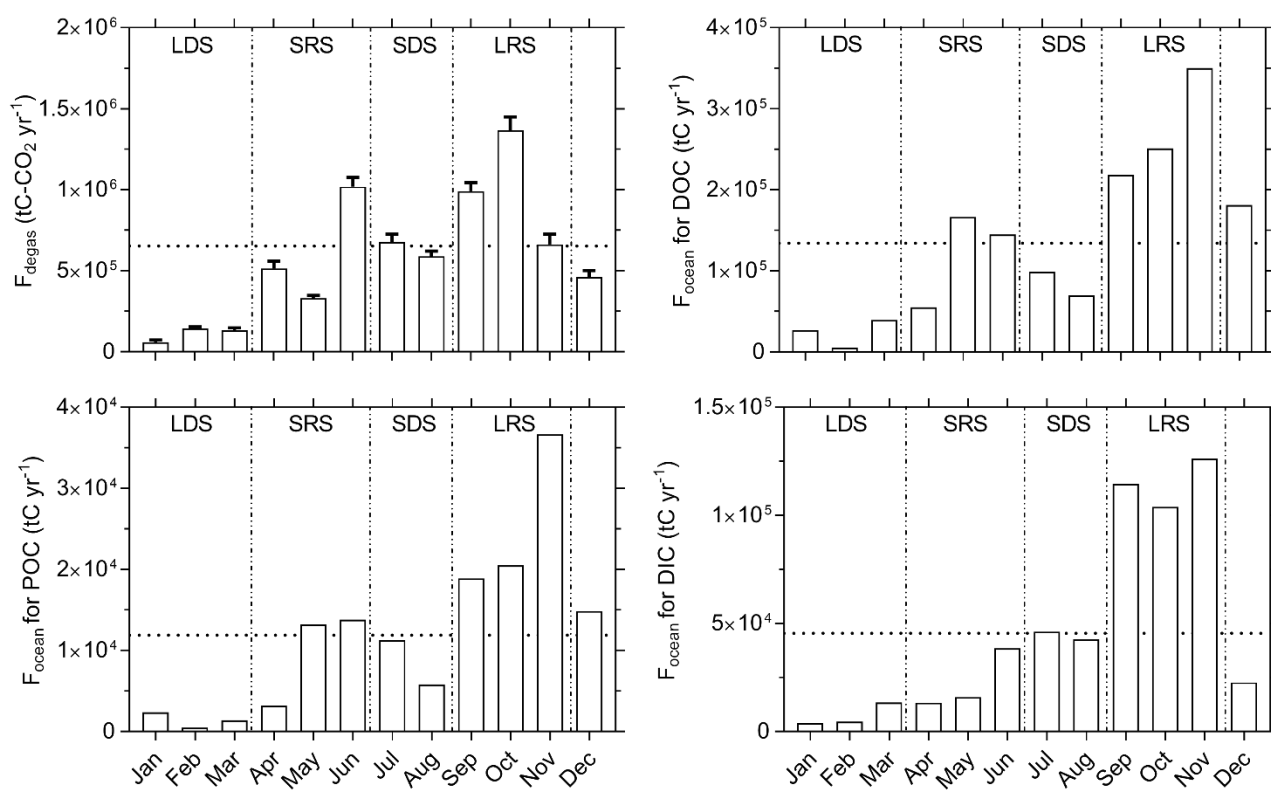 LDS SRS SDS LRS
F_degas (tC-CO₂ yr⁻¹)
2×10⁶
1.5×10⁶
1×10⁶
5×10⁵
0
LDS SRS SDS LRS
F_ocean for DOC (tC yr⁻¹)
4×10⁵
3×10⁵
2×10⁵
1×10⁵
0
LDS SRS SDS LRS
F_ocean for POC (tC yr⁻¹)
4×10⁴
3×10⁴
2×10⁴
1×10⁴
0
Jan Feb Mar Apr May Jun Jul Aug Sep Oct Nov Dec
LDS SRS SDS LRS
F_ocean for DIC (tC yr⁻¹)
1.5×10⁵
1×10⁵
5×10⁴
0
Jan Feb Mar Apr May Jun Jul Aug Sep Oct Nov Dec